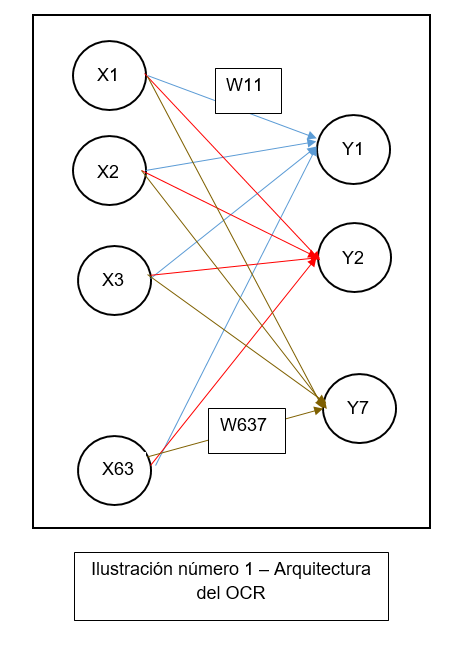 X1
W11
Y1
X2
Y2
X3
Y7
W637
X63
Ilustración número 1 – Arquitectura
del OCR